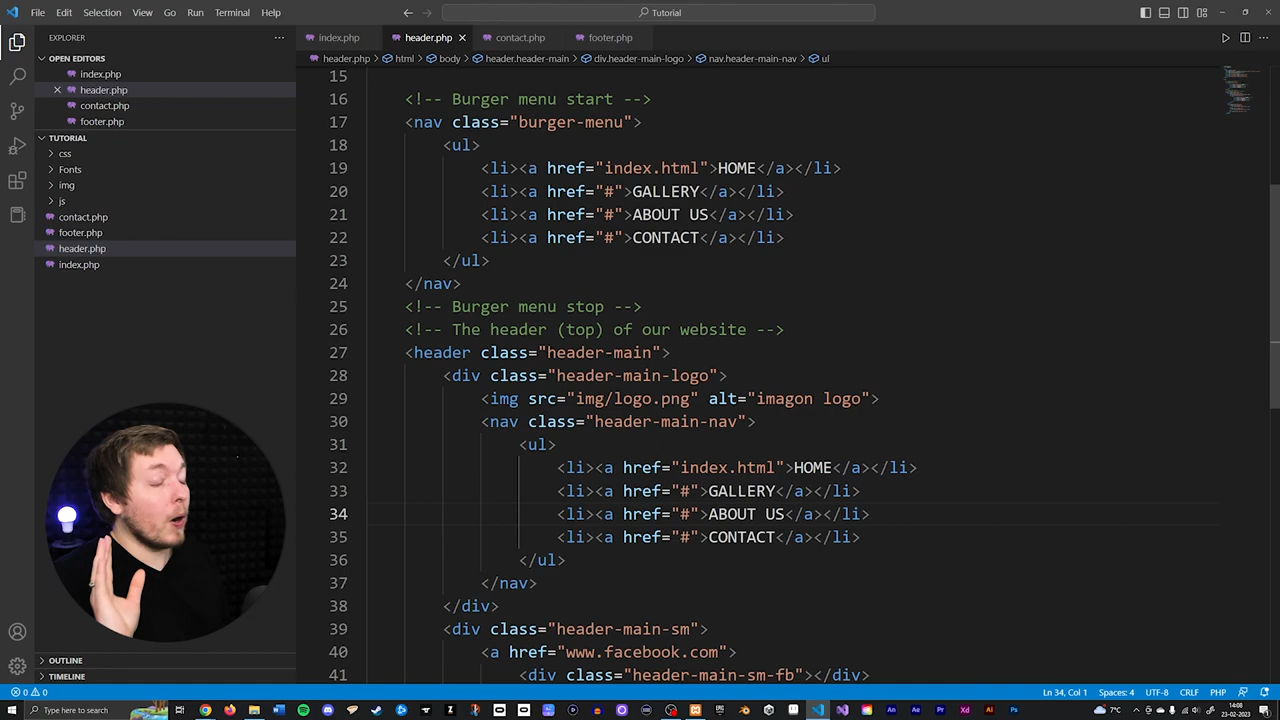 File Edit Selection View Go Run Terminal Help
Tutorial
EXPLORER
index.php
header.php
contact.php
footer.php
OPEN EDITORS
header.php > html > body > header.header-main > div.header-main-logo > nav.header-main-nav > ul
index.php
header.php
contact.php
footer.php
TUTORIAL
css
Fonts
img
js
contact.php
footer.php
header.php
index.php
15
16 <!-- Burger menu start -->
17 <nav class="burger-menu">
18 <ul>
19 <li><a href="index.html">HOME</a></li>
20 <li><a href="#">GALLERY</a></li>
21 <li><a href="#">ABOUT US</a></li>
22 <li><a href="#">CONTACT</a></li>
23 </ul>
24 </nav>
25 <!-- Burger menu stop -->
26 <!-- The header (top) of our website -->
27 <header class="header-main">
28 <div class="header-main-logo">
29 <img src="img/logo.png" alt="imagon logo">
30 <nav class="header-main-nav">
31 <ul>
32 <li><a href="index.html">HOME</a></li>
33 <li><a href="#">GALLERY</a></li>
34 <li><a href="#">ABOUT US</a></li>
35 <li><a href="#">CONTACT</a></li>
36 </ul>
37 </nav>
38 </div>
39 <div class="header-main-sm">
40 <a href="www.facebook.com">
41 <div class="header-main-sm-fb"></div>
OUTLINE
TIMELINE
0 0
Ln 34, Col 1 Spaces: 4 UTF-8 CRLF PHP
Type here to search
7°C
14:08
23-02-2023